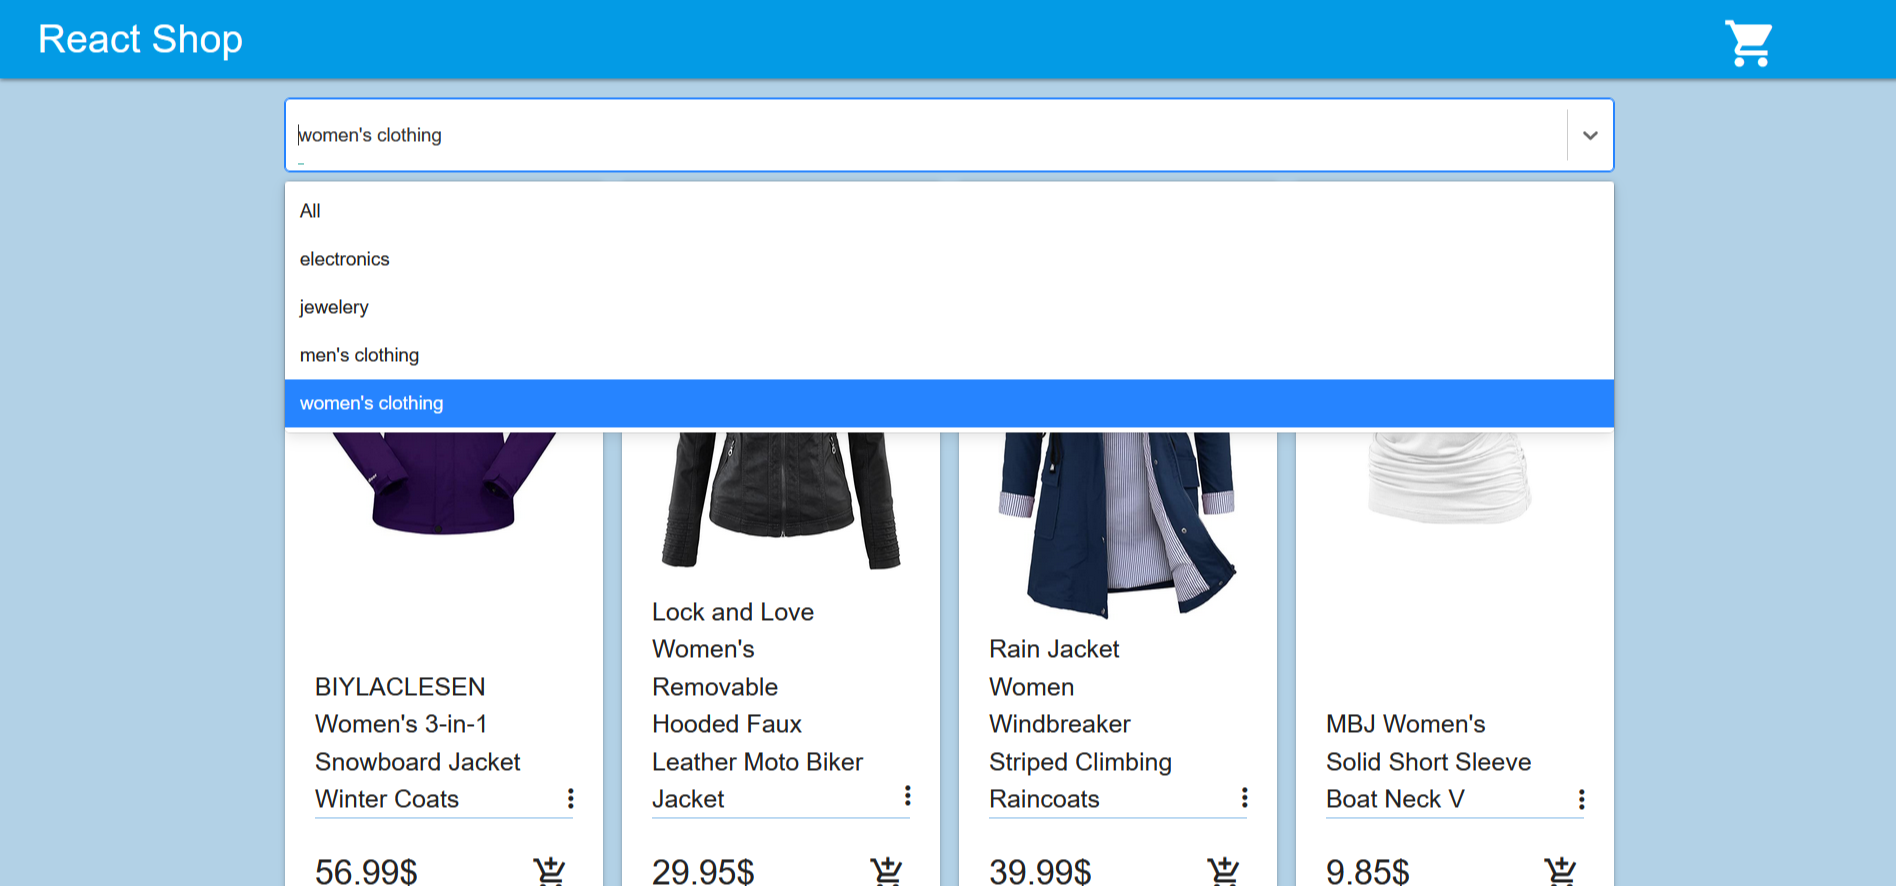 React Shop
women's clothing
All
electronics
jewelery
men's clothing
women's clothing
BIYLACLESEN
Women's 3-in-1
Snowboard Jacket
Winter Coats
56.99$
Lock and Love
Women's
Removable
Hooded Faux
Leather Moto Biker
Jacket
29.95$
Rain Jacket
Women
Windbreaker
Striped Climbing
Raincoats
39.99$
MBJ Women's
Solid Short Sleeve
Boat Neck V
9.85$